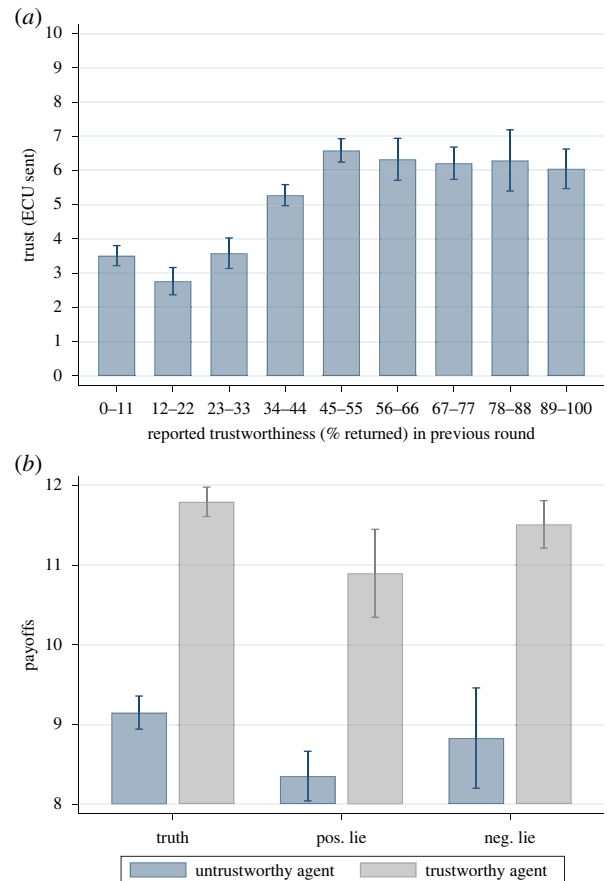 (a)
10
9
8
7
6
5
4
3
2
1
0
trust (ECU sent)
0–11 12–22 23–33 34–44 45–55 56–66 67–77 78–88 89–100
reported trustworthiness (% returned) in previous round
(b)
12
11
10
9
8
payoffs
truth pos. lie neg. lie
untrustworthy agent trustworthy agent